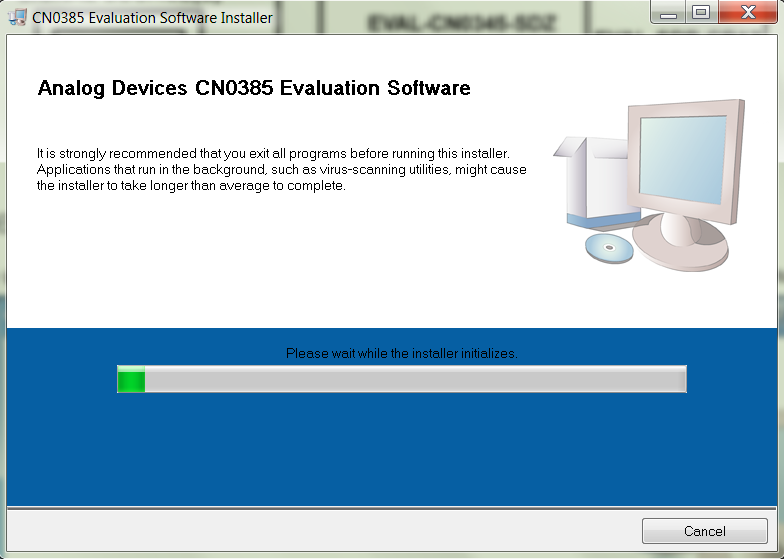 CN0385 Evaluation Software Installer
EVAL-CN0345-SDZ
Analog Devices CN0385 Evaluation Software
It is strongly recommended that you exit all programs before running this installer.
Applications that run in the background, such as virus-scanning utilities, might cause
the installer to take longer than average to complete.
Please wait while the installer initializes.
Cancel